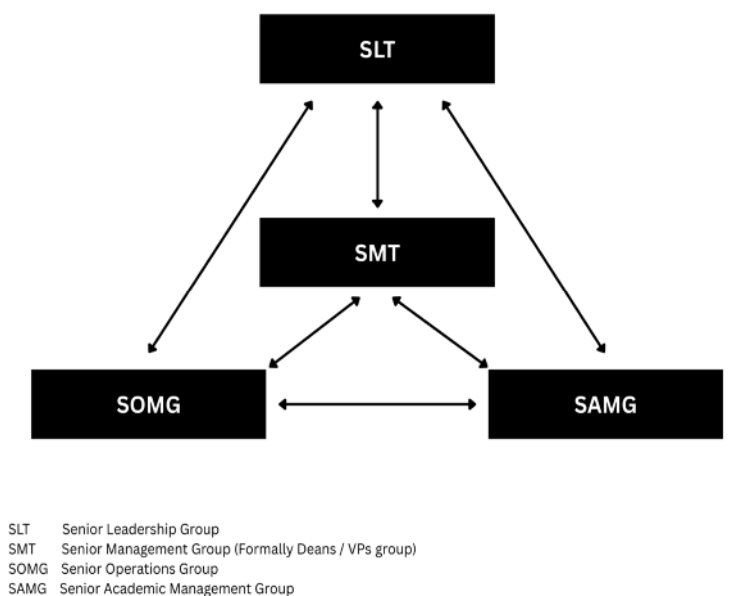 SLT
SMT
SOMG
SAMG
SLT Senior Leadership Group
SMT Senior Management Group (Formally Deans / VPs group)
SOMG Senior Operations Group
SAMG Senior Academic Management Group